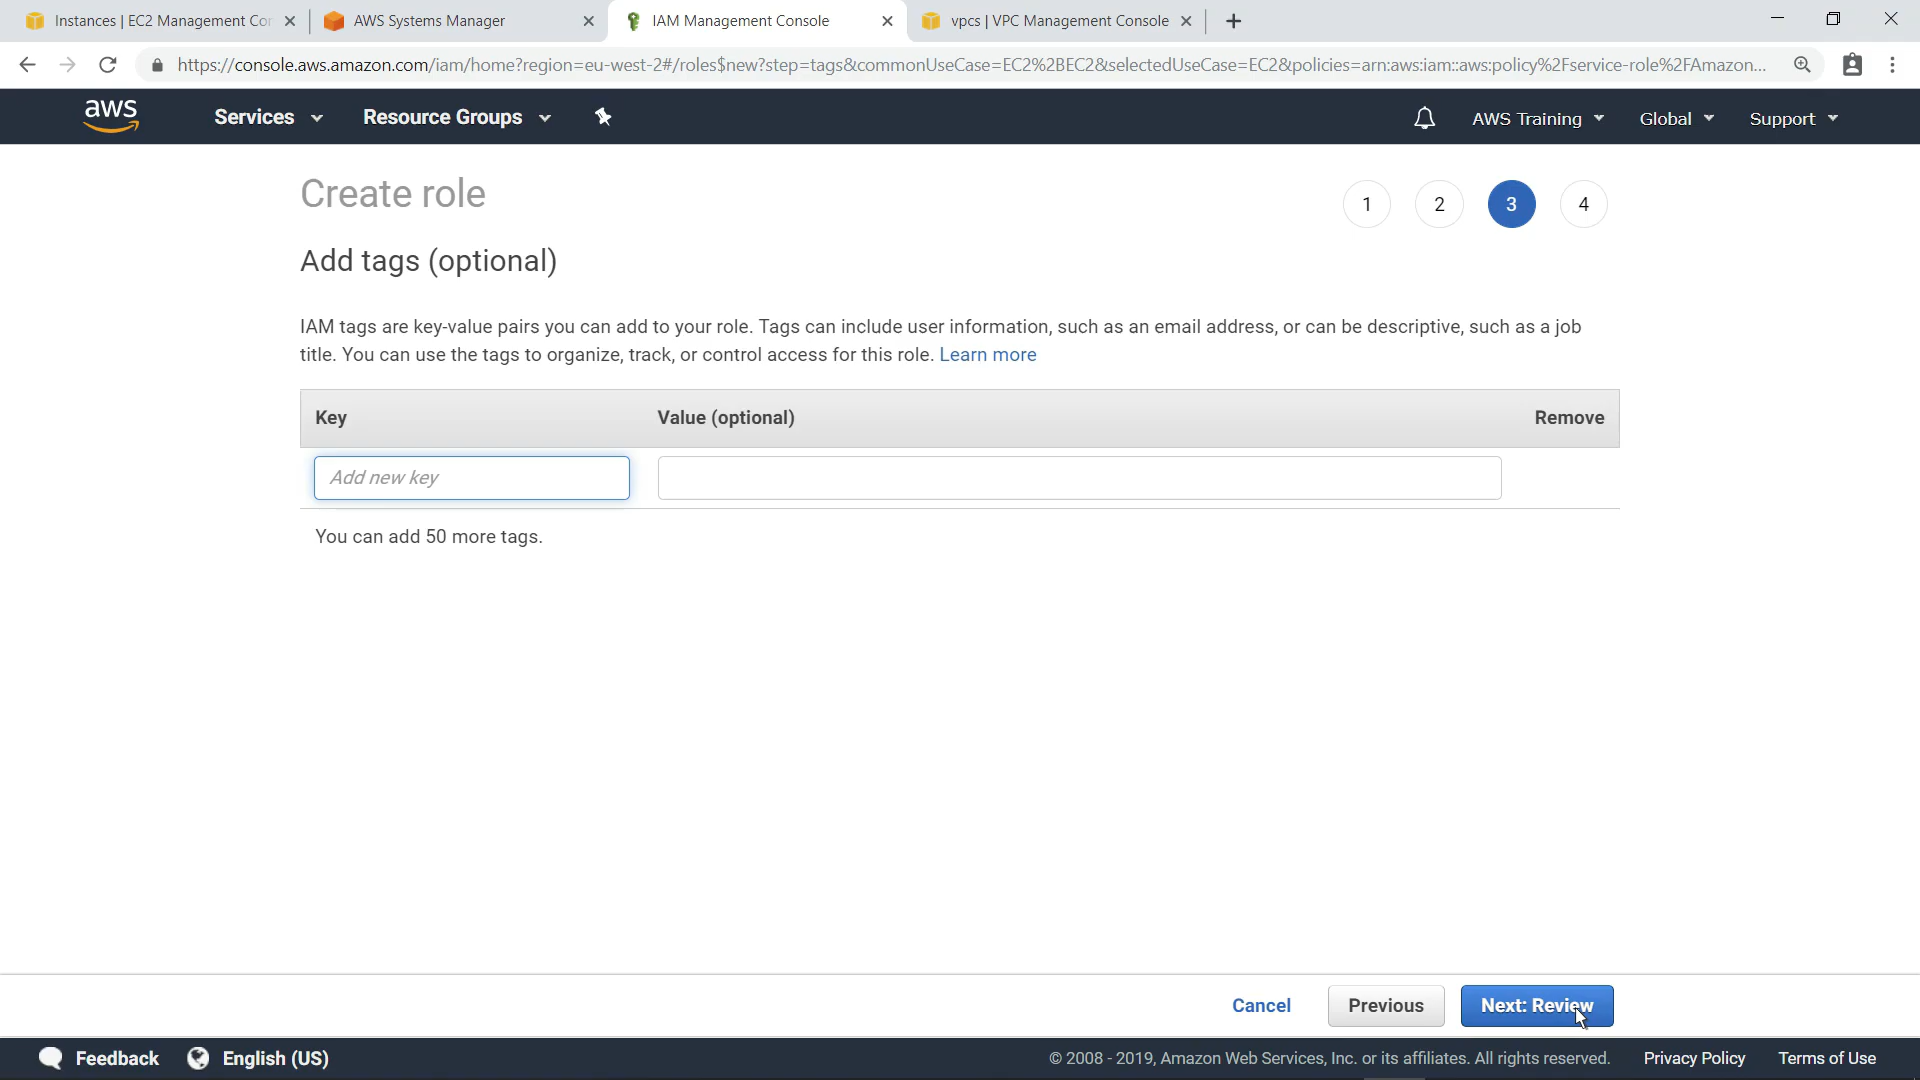 Instances | EC2 Management Co
AWS Systems Manager
IAM Management Console
vpcs | VPC Management Console
https://console.aws.amazon.com/iam/home?region=eu-west-2#/roles$new?step=tags&commonUseCase=EC2%2BEC2&selectedUseCase=EC2&policies=arn:aws:iam::aws:policy%2Fservice-role%2FAmazon...
aws
Services
Resource Groups
AWS Training
Global
Support
Create role
1
2
3
4
Add tags (optional)
IAM tags are key-value pairs you can add to your role. Tags can include user information, such as an email address, or can be descriptive, such as a job
title. You can use the tags to organize, track, or control access for this role. Learn more
Key
Value (optional)
Remove
Add new key
You can add 50 more tags.
Cancel
Previous
Next: Review
Feedback
English (US)
© 2008 - 2019, Amazon Web Services, Inc. or its affiliates. All rights reserved.
Privacy Policy
Terms of Use